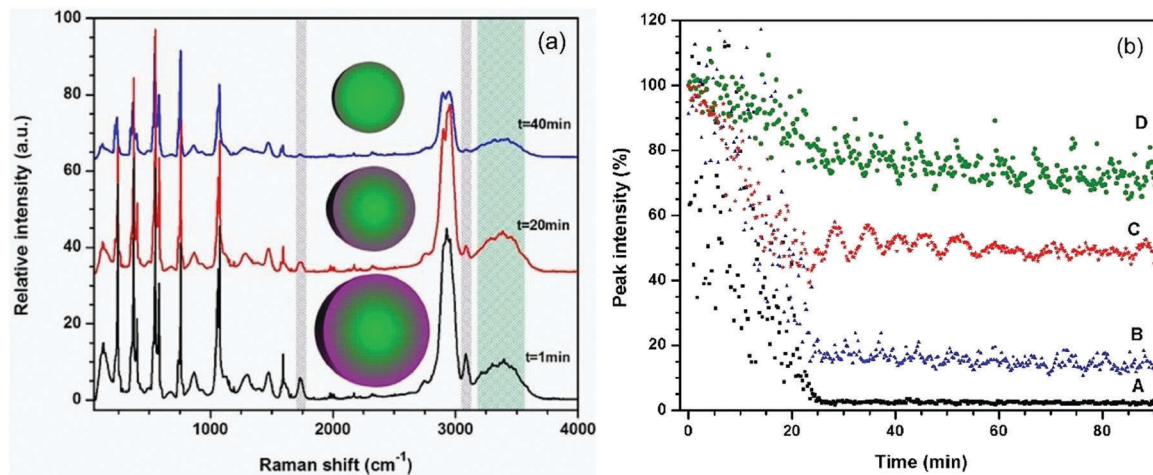 (a)
100
80
60
40
20
0
t=40min
t=20min
t=1min
1000
2000
3000
4000
Relative intensity (a.u.)
Raman shift (cm⁻¹)
(b)
120
100
80
60
40
20
0
D
C
B
A
0
20
40
60
80
Peak intensity (%)
Time (min)